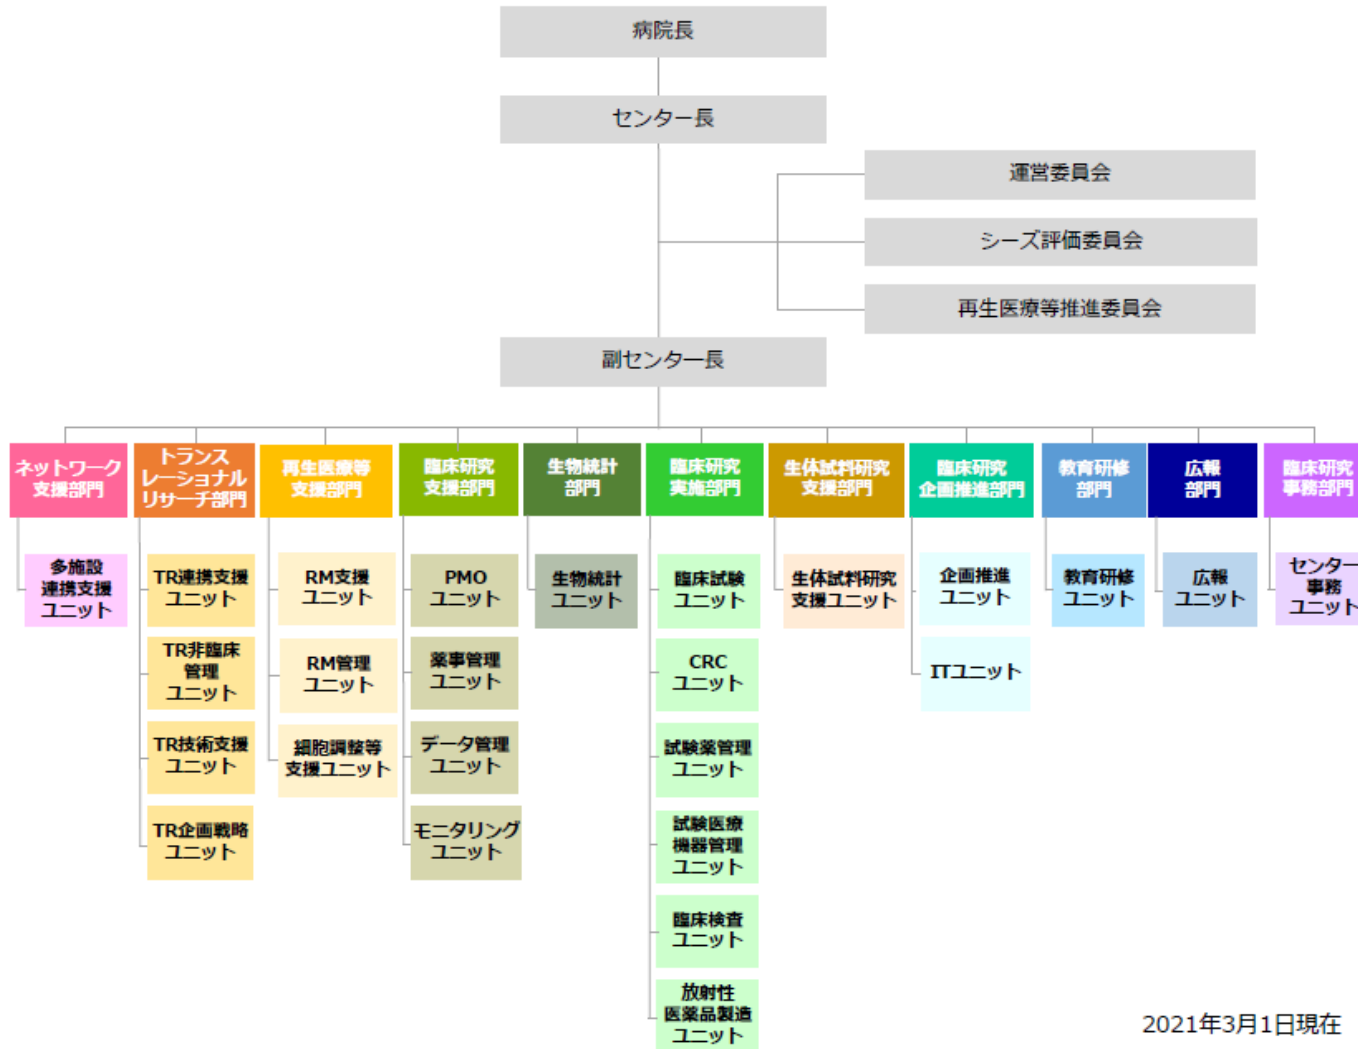 病院長
センター長
運営委員会
シーズ評価委員会
再生医療等推進委員会
副センター長
ネットワーク
支援部門
トランス
レーショナル
リサーチ部門
再生医療等
支援部門
臨床研究
支援部門
生物統計
部門
臨床研究
実施部門
生体試料研究
支援部門
臨床研究
企画推進部門
教育研修
部門
広報
部門
臨床研究
事務部門
多施設
連携支援
ユニット
TR連携支援
ユニット
TR非臨床
管理
ユニット
TR技術支援
ユニット
TR企画戦略
ユニット
RM支援
ユニット
RM管理
ユニット
細胞調整等
支援ユニット
PMO
ユニット
薬事管理
ユニット
データ管理
ユニット
モニタリング
ユニット
生物統計
ユニット
臨床試験
ユニット
CRC
ユニット
試験薬管理
ユニット
試験医療
機器管理
ユニット
臨床検査
ユニット
放射性
医薬品製造
ユニット
生体試料研究
支援ユニット
企画推進
ユニット
ITユニット
教育研修
ユニット
広報
ユニット
センター
事務
ユニット
2021年3月1日現在